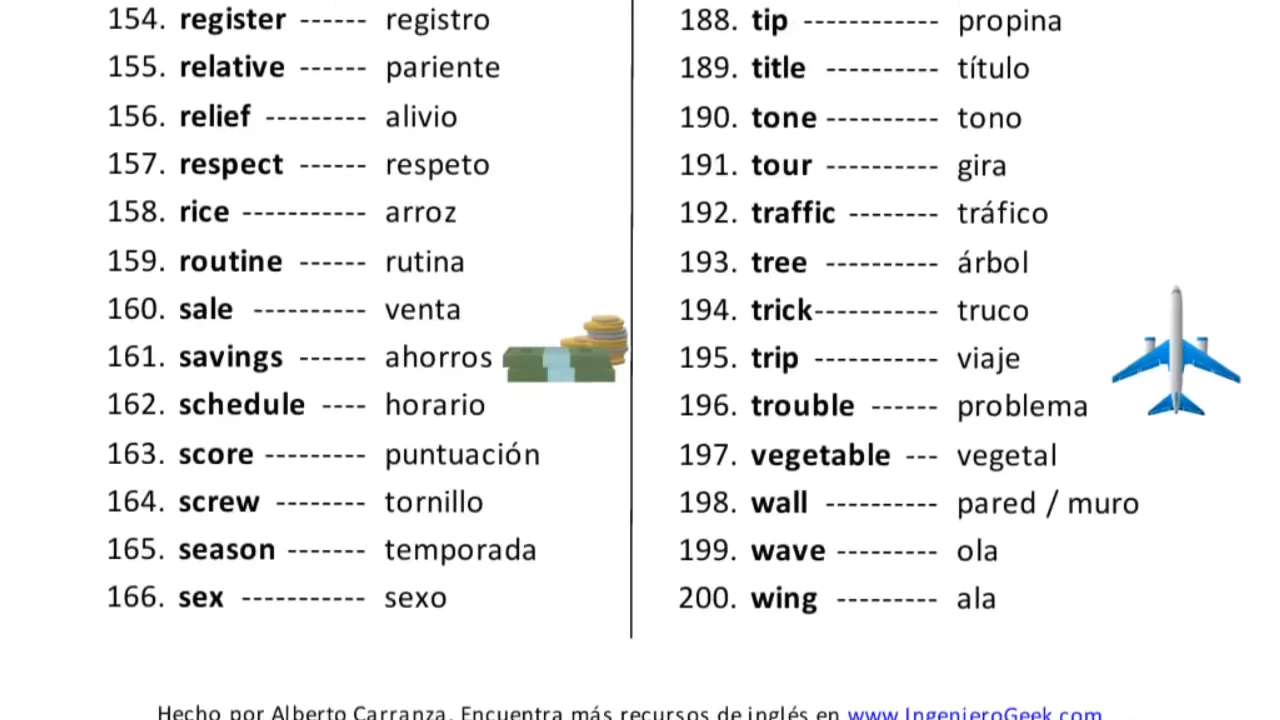 154. register ------ registro
155. relative ------ pariente
156. relief --------- alivio
157. respect ------ respeto
158. rice ----------- arroz
159. routine ------ rutina
160. sale ---------- venta
161. savings ------ ahorros
162. schedule ---- horario
163. score --------- puntuación
164. screw -------- tornillo
165. season ------- temporada
166. sex ----------- sexo
188. tip ------------ propina
189. title ---------- título
190. tone ---------- tono
191. tour ---------- gira
192. traffic -------- tráfico
193. tree ---------- árbol
194. trick----------- truco
195. trip ----------- viaje
196. trouble ------ problema
197. vegetable --- vegetal
198. wall ---------- pared / muro
199. wave --------- ola
200. wing --------- ala
Hecho por Alberto Carranza. Encuentra más recursos de inglés en www.IngenieroGeek.com